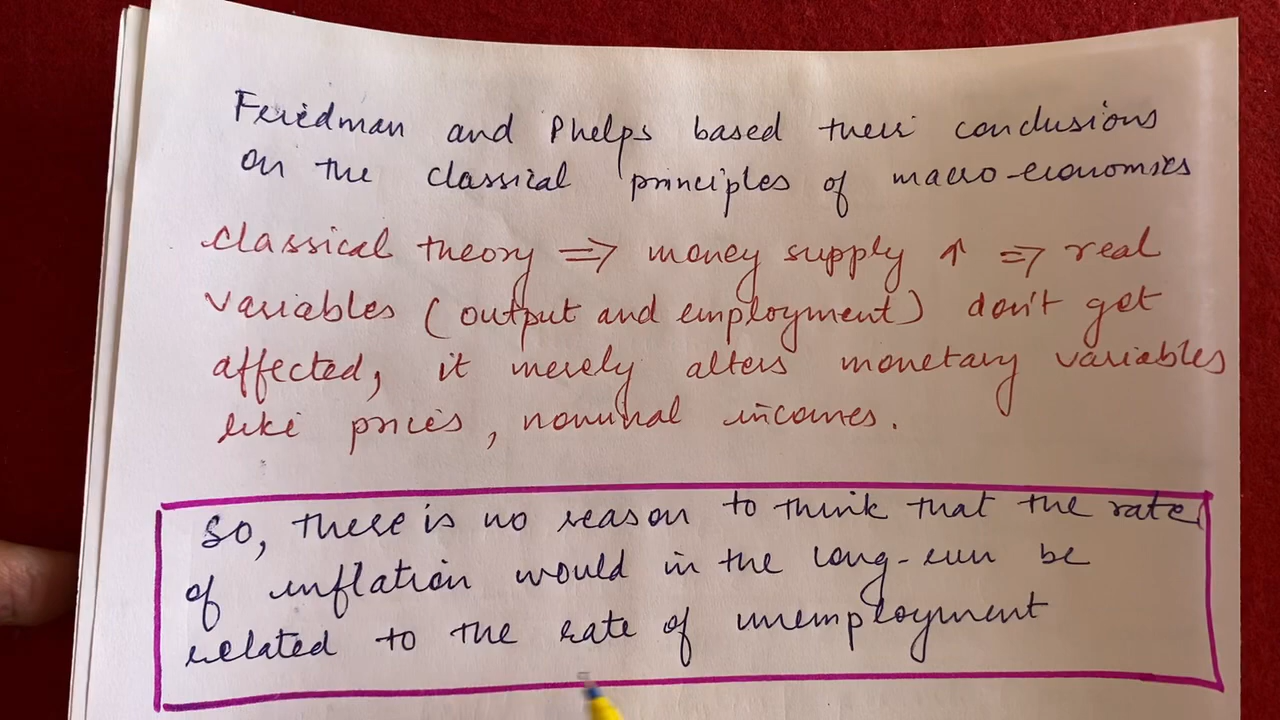 Friedman and Phelps based their conclusions
on the classical principles of macro-economics
classical theory ⇒ money supply ↑ ⇒ real
variables (output and employment) don't get
affected, it merely alters monetary variables
like prices, nominal incomes.
So, there is no reason to think that the rate
of inflation would in the long-run be
related to the rate of unemployment